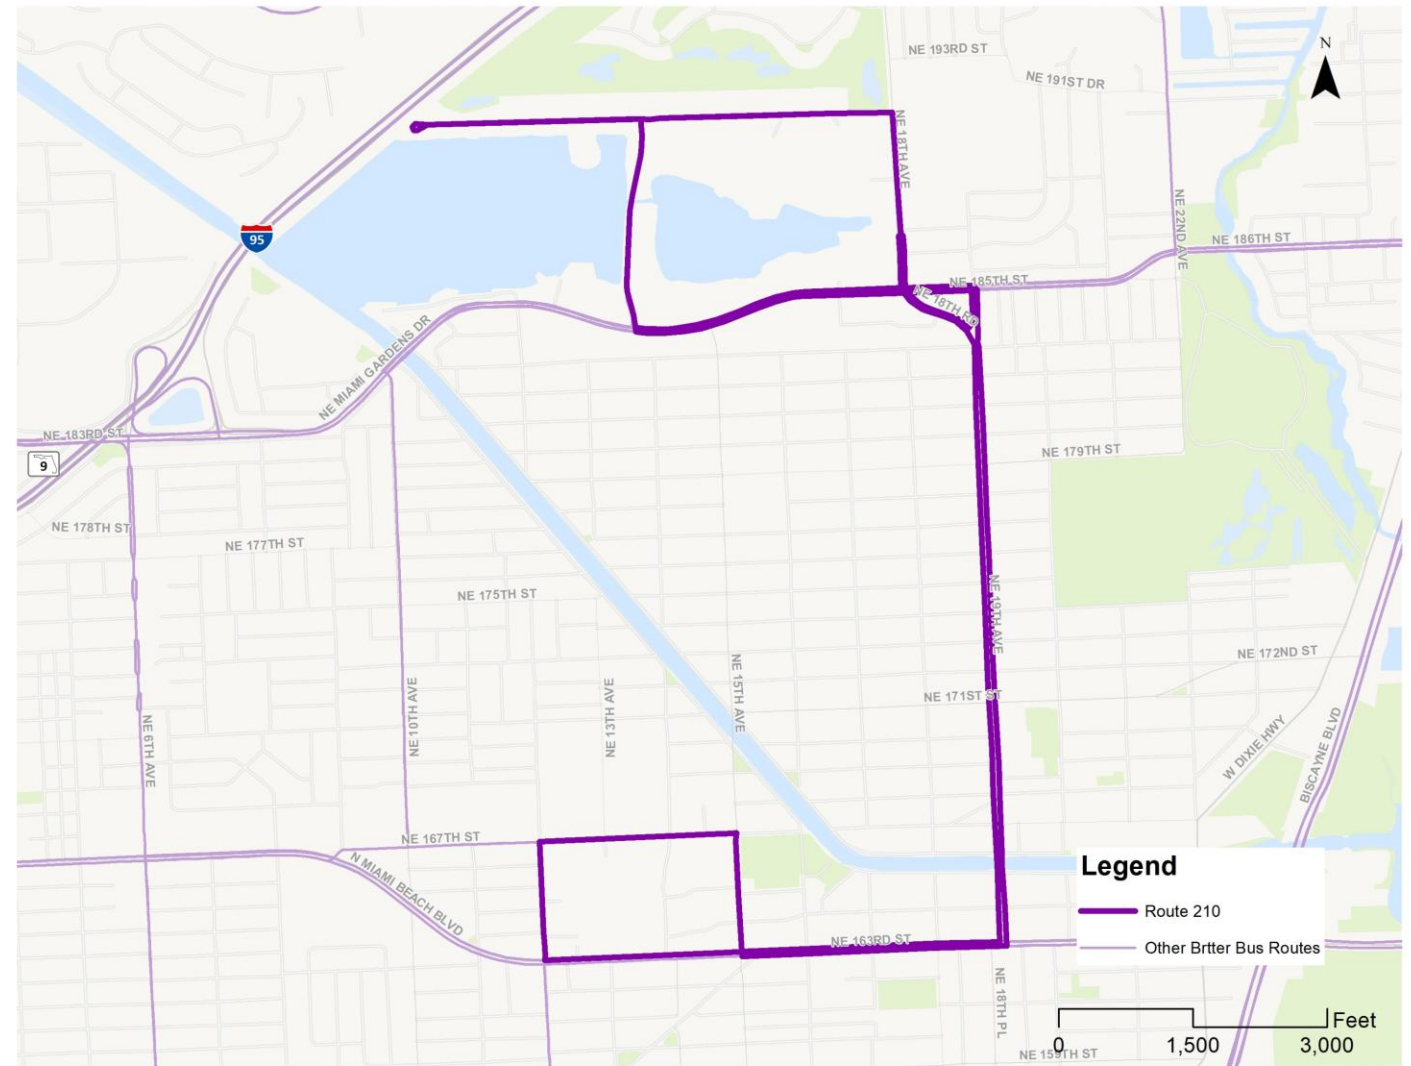 NE 193RD ST
N
NE 191ST DR
NE 18TH AVE
NE 22ND AVE
95
NE 186TH ST
NE 185TH ST
NE 18TH RD
NE MIAMI GARDENS DR
NE 183RD ST
9
NE 179TH ST
NE 178TH ST
NE 177TH ST
NE 175TH ST
NE 19TH AVE
NE 172ND ST
NE 171ST ST
NE 15TH AVE
NE 13TH AVE
NE 10TH AVE
NE 6TH AVE
W DIXIE HWY
BISCAYNE BLVD
NE 167TH ST
N MIAMI BEACH BLVD
NE 163RD ST
NE 18TH PL
NE 159TH ST
Legend
Route 210
Other Brtter Bus Routes
Feet
0 1,500 3,000